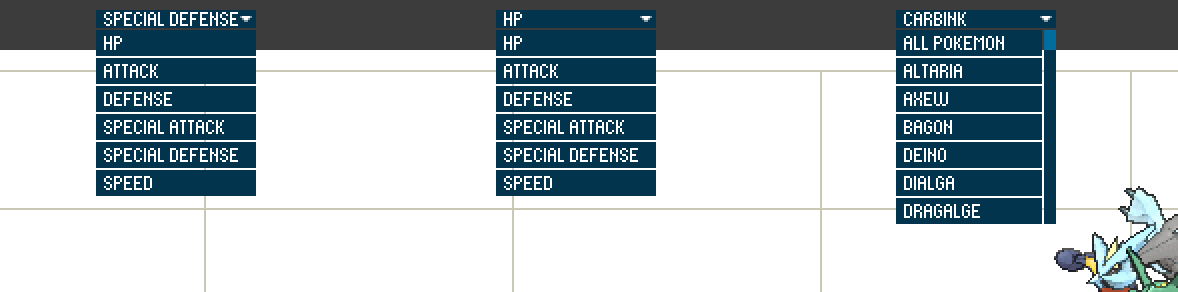 SPECIAL DEFENSE
HP
ATTACK
DEFENSE
SPECIAL ATTACK
SPECIAL DEFENSE
SPEED
HP
HP
ATTACK
DEFENSE
SPECIAL ATTACK
SPECIAL DEFENSE
SPEED
CARBINK
ALL POKEMON
ALTARIA
AXEW
BAGON
DEINO
DIALGA
DRAGALGE